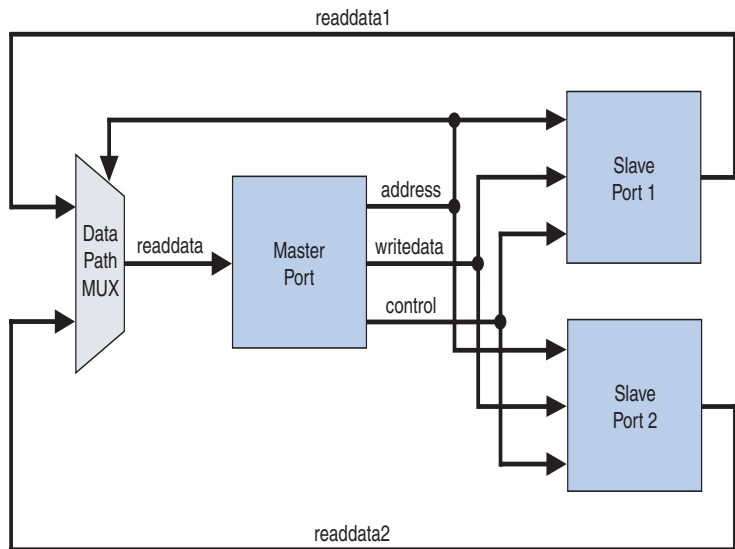 readdata1
Slave
Port 1
address
Data
Path
MUX
readdata
Master
Port
writedata
control
Slave
Port 2
readdata2